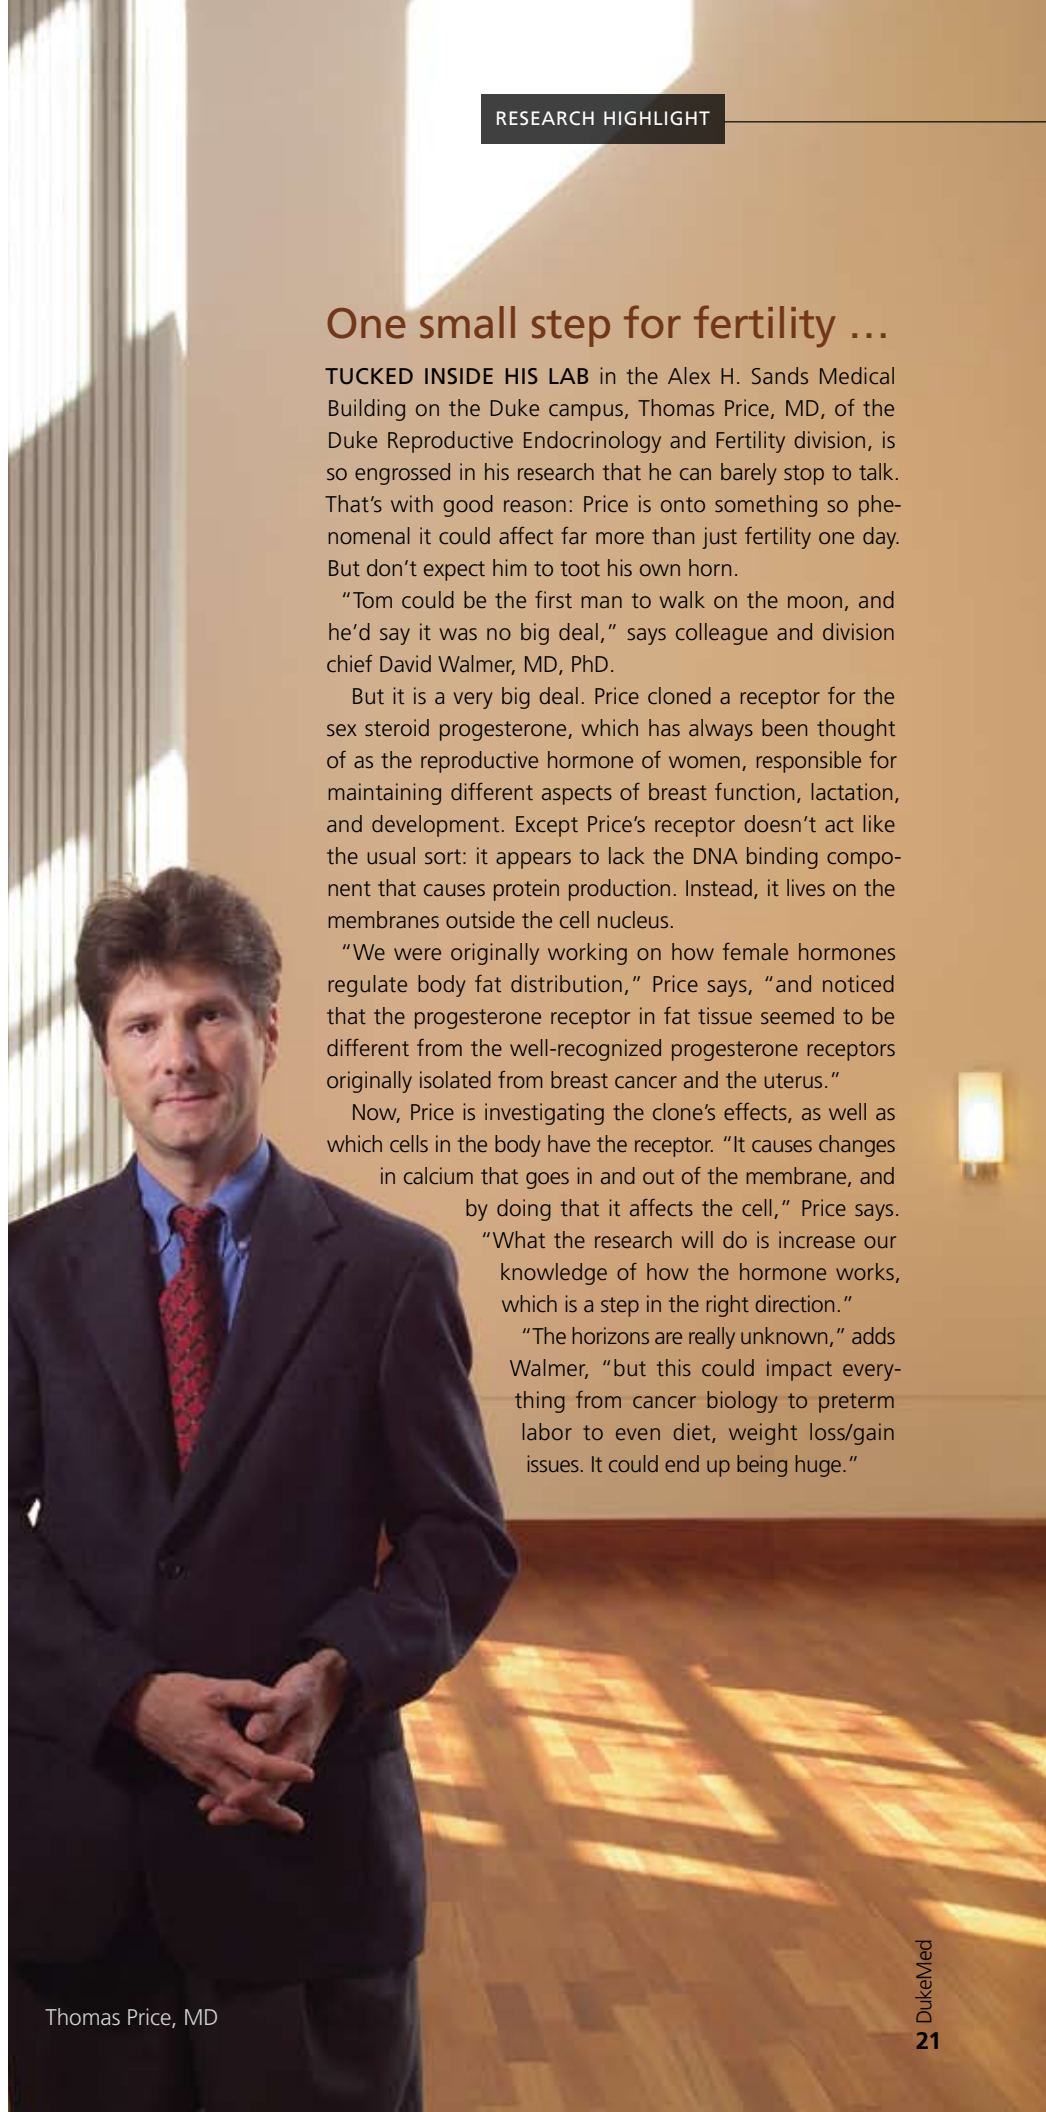 RESEARCH HIGHLIGHT
One small step for fertility …
TUCKED INSIDE HIS LAB in the Alex H. Sands Medical
Building on the Duke campus, Thomas Price, MD, of the
Duke Reproductive Endocrinology and Fertility division, is
so engrossed in his research that he can barely stop to talk.
That’s with good reason: Price is onto something so phe-
nomenal it could affect far more than just fertility one day.
But don’t expect him to toot his own horn.
“Tom could be the first man to walk on the moon, and
he’d say it was no big deal,” says colleague and division
chief David Walmer, MD, PhD.
But it is a very big deal. Price cloned a receptor for the
sex steroid progesterone, which has always been thought
of as the reproductive hormone of women, responsible for
maintaining different aspects of breast function, lactation,
and development. Except Price’s receptor doesn’t act like
the usual sort: it appears to lack the DNA binding compo-
nent that causes protein production. Instead, it lives on the
membranes outside the cell nucleus.
“We were originally working on how female hormones
regulate body fat distribution,” Price says, “and noticed
that the progesterone receptor in fat tissue seemed to be
different from the well-recognized progesterone receptors
originally isolated from breast cancer and the uterus.”
Now, Price is investigating the clone’s effects, as well as
which cells in the body have the receptor. “It causes changes
in calcium that goes in and out of the membrane, and
by doing that it affects the cell,” Price says.
“What the research will do is increase our
knowledge of how the hormone works,
which is a step in the right direction.”
“The horizons are really unknown,” adds
Walmer, “but this could impact every-
thing from cancer biology to preterm
labor to even diet, weight loss/gain
issues. It could end up being huge.”
Thomas Price, MD
DukeMed
21